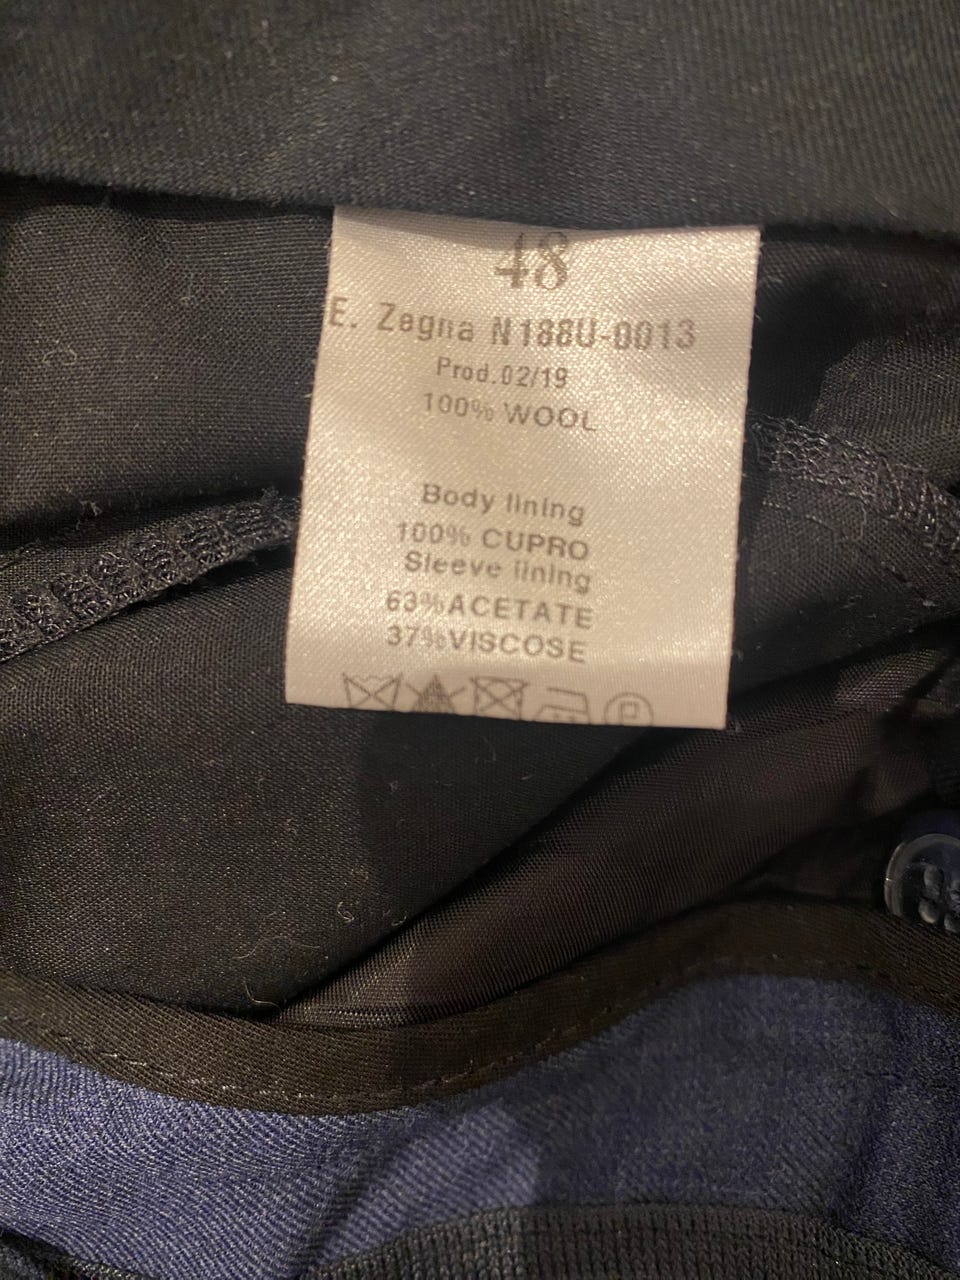 48
E. Zegna N188U-0013
Prod.02/19
100% WOOL
Body lining
100% CUPRO
Sleeve lining
63%ACETATE
37%VISCOSE
P